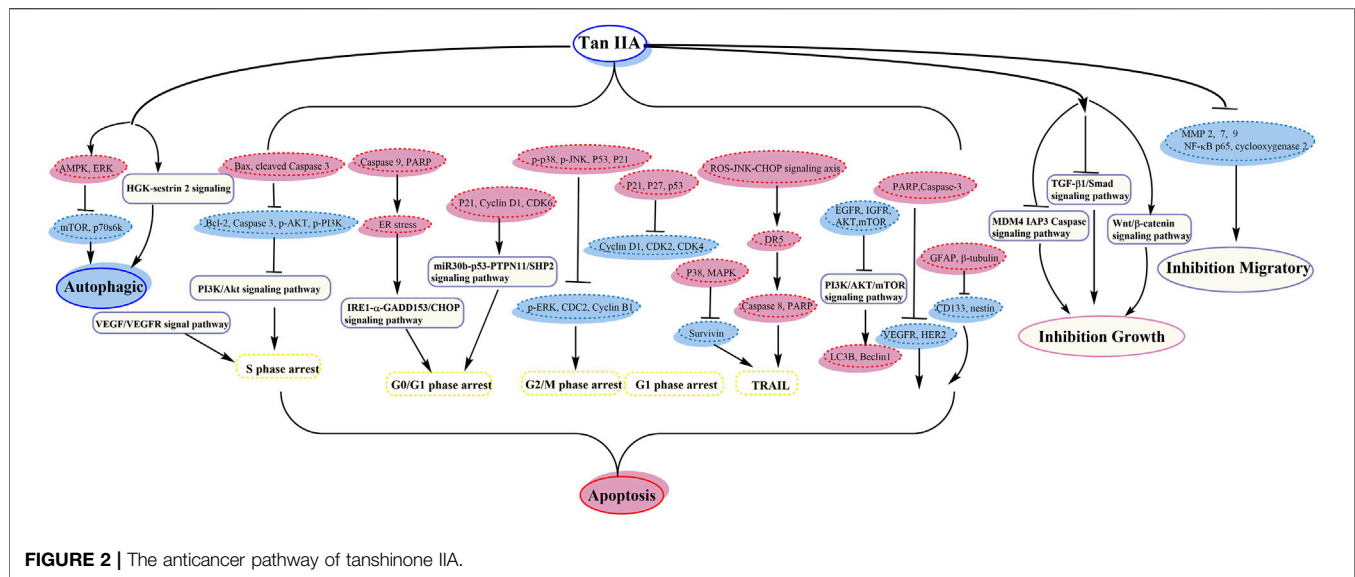 Tan IIA
AMPK, ERK
HGK-sestrin 2 signaling
mTOR, p70s6k
Autophagic
VEGF/VEGFR signal pathway
Bax, cleaved Caspase 3
Bcl-2, Caspase 3, p-AKT, p-PI3K
PI3K/Akt signaling pathway
S phase arrest
Caspase 9, PARP
ER stress
IRE1-α-GADD153/CHOP
signaling pathway
P21, Cyclin D1, CDK6
miR30b-p53-PTPN11/SHP2
signaling pathway
G0/G1 phase arrest
p-p38, p-JNK, P53, P21
p-ERK, CDC2, Cyclin B1
G2/M phase arrest
P21, P27, p53
Cyclin D1, CDK2, CDK4
G1 phase arrest
ROS-JNK-CHOP signaling axis
DR5
P38, MAPK
Caspase 8, PARP
Survivin
TRAIL
EGFR, IGFR,
AKT,mTOR
PI3K/AKT/mTOR
signaling pathway
LC3B, Beclin1
PARP,Caspase-3
VEGFR, HER2
GFAP, β-tubulin
CD133, nestin
TGF-β1/Smad
signaling pathway
MDM4 IAP3 Caspase
signaling pathway
Wnt/β-catenin
signaling pathway
Inhibition Growth
MMP 2, 7, 9
NF-κB p65, cyclooxygenase 2
Inhibition Migratory
Apoptosis
FIGURE 2 | The anticancer pathway of tanshinone IIA.